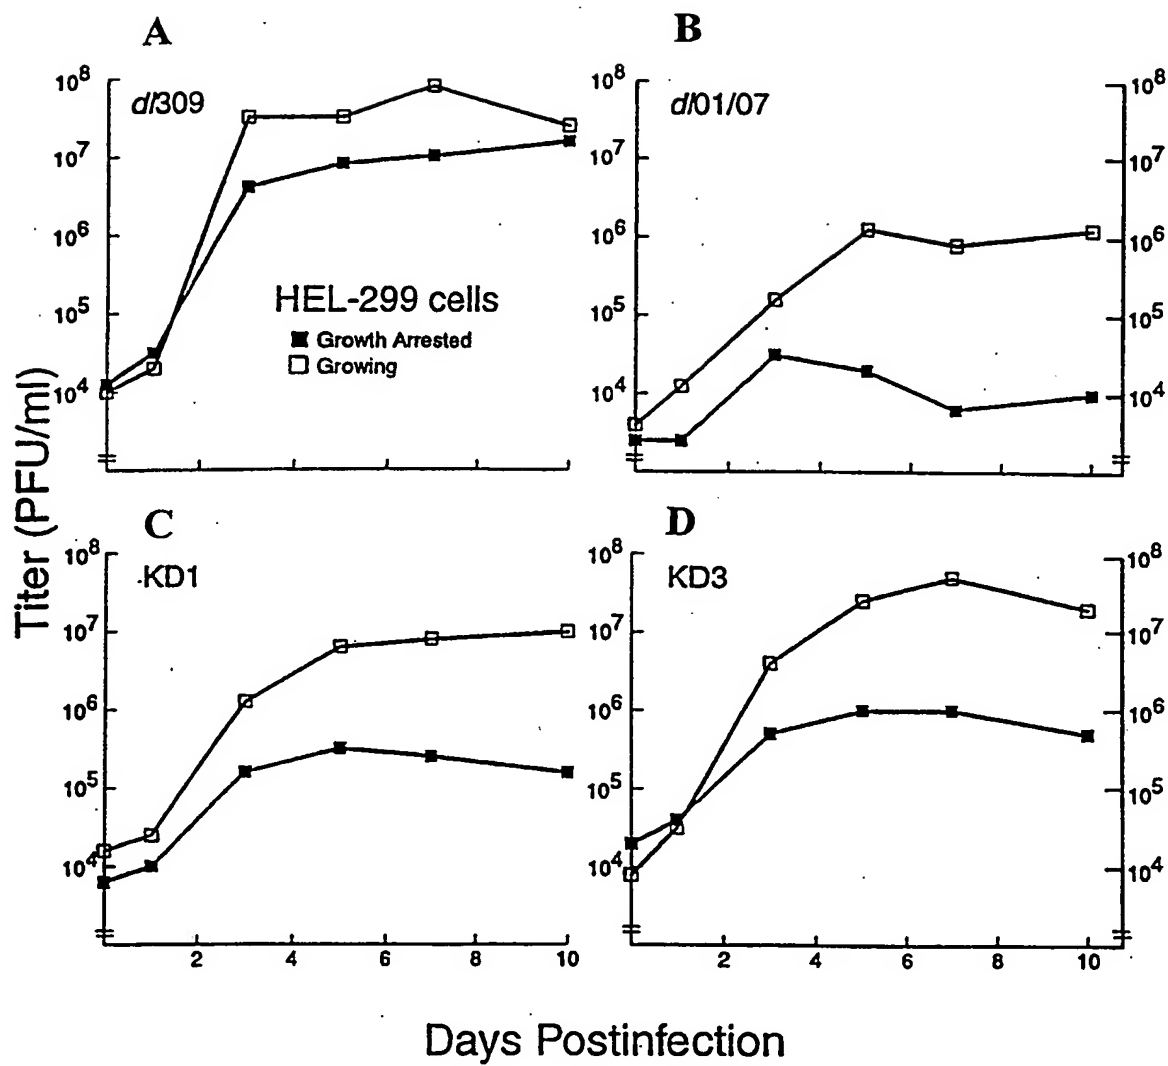 A
B
10⁸
dl309
10⁷
10⁶
10⁵
10⁴
HEL-299 cells
Growth Arrested
Growing
10⁸
dl01/07
10⁷
10⁶
10⁵
10⁴
10⁸
10⁷
10⁶
10⁵
10⁴
Titer (PFU/ml)
C
D
10⁸
KD1
10⁷
10⁶
10⁵
10⁴
2 4 6 8 10
10⁸
KD3
10⁷
10⁶
10⁵
10⁴
10⁸
10⁷
10⁶
10⁵
10⁴
2 4 6 8 10
Days Postinfection